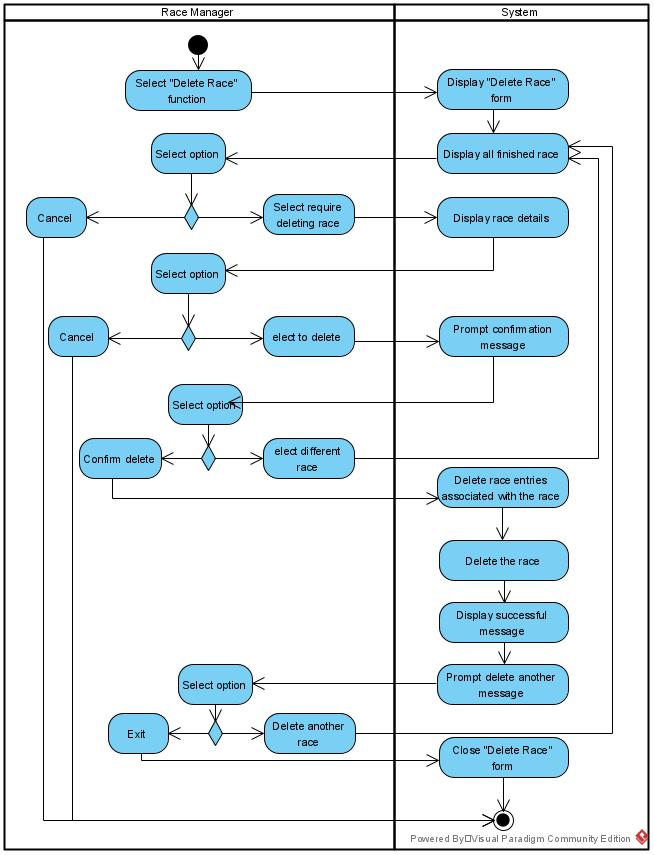 Race Manager
System
Select "Delete Race"
function
Display "Delete Race"
form
Select option
Display all finished race
Cancel
Select require
deleting race
Display race details
Select option
Cancel
elect to delete
Prompt confirmation
message
Select option
Confirm delete
elect different
race
Delete race entries
associated with the race
Delete the race
Display successful
message
Select option
Prompt delete another
message
Exit
Delete another
race
Close "Delete Race"
form
Powered By Visual Paradigm Community Edition